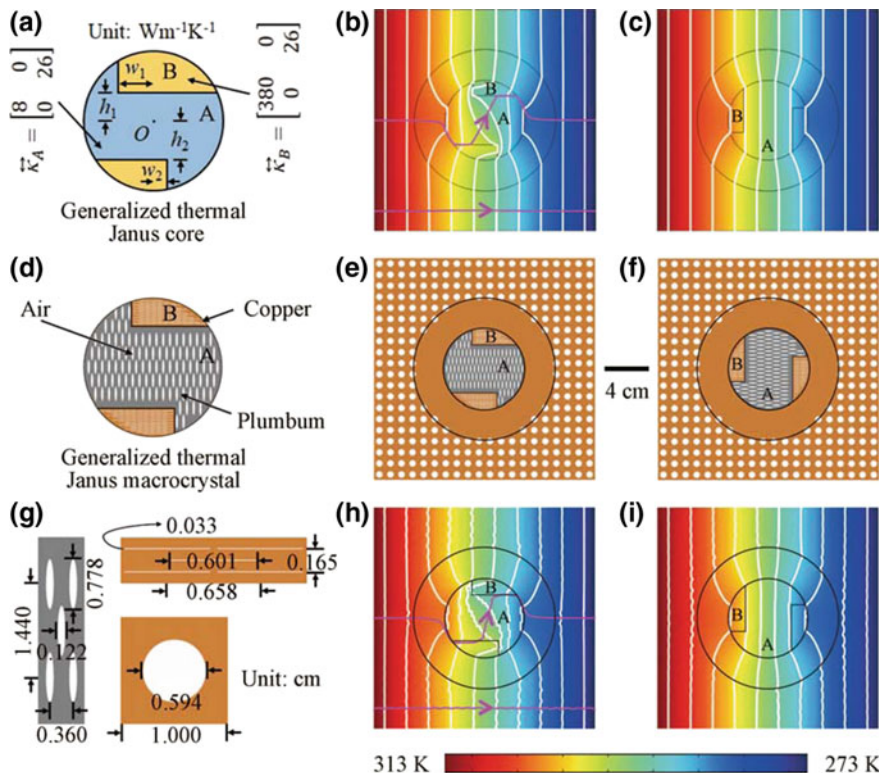 (a)
Unit: Wm⁻¹K⁻¹
κ_A = [8 0 0 26]
w₁
B
h₁
A
O
h₂
w₂
κ_B = [380 0 0 26]
Generalized thermal
Janus core
(b)
B
A
(c)
B
A
(d)
Air
B
Copper
A
Plumbum
Generalized thermal
Janus macrocrystal
(e)
B
A
4 cm
(f)
B
A
(g)
0.033
0.601
0.165
0.658
0.778
1.440
0.122
0.360
0.594
1.000
Unit: cm
(h)
B
A
(i)
B
A
313 K
273 K